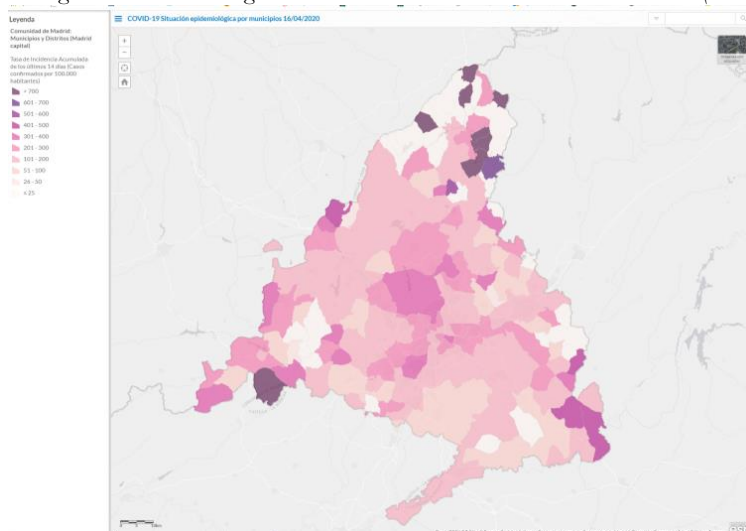 Leyenda
COVID-19 Situación epidemiológica por municipios 16/04/2020
Comunidad de Madrid:
Municipios y Distritos (Madrid
capital)
Tasa de Incidencia Acumulada
de los últimos 14 días (Casos
confirmados por 100.000
habitantes)
601 - 700
501 - 600
401 - 500
301 - 400
201 - 300
101 - 200
51 - 100
26 - 50